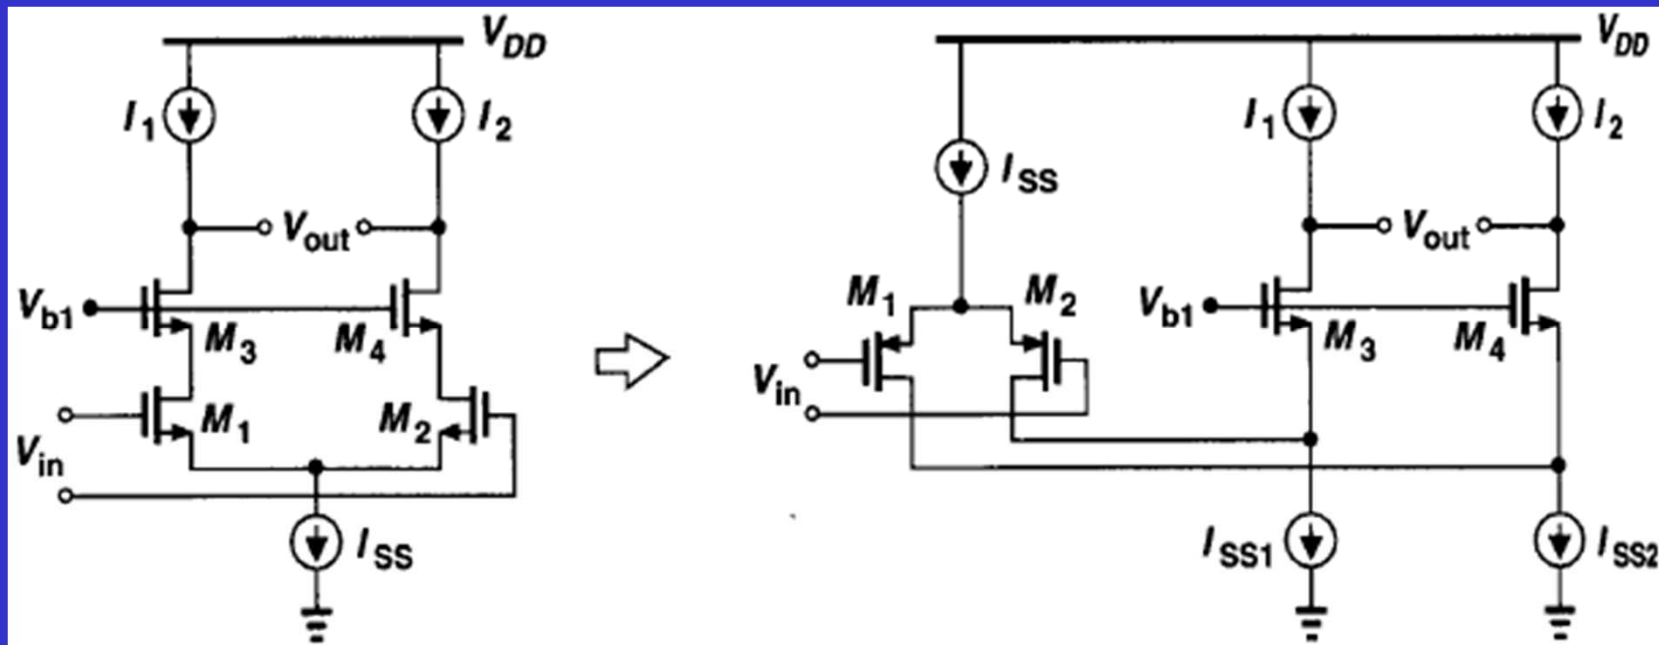 VDD
I1
I2
Vout
Vb1
M3
M4
M1
M2
Vin
ISS
VDD
I1
I2
ISS
Vout
M1
M2
Vb1
M3
M4
Vin
ISS1
ISS2